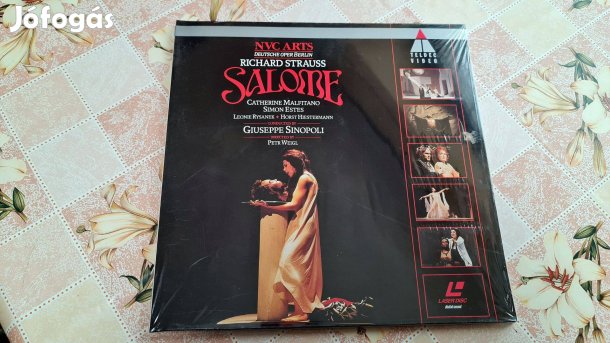 Jófogás
NVC ARTS
DEUTSCHE OPER BERLIN
RICHARD STRAUSS
SALOME
CATHERINE MALFITANO
SIMON ESTES
LEONIE RYSANEK • HORST HIESTERMANN
CONDUCTED BY
GIUSEPPE SINOPOLI
DIRECTED BY
PETR WEIGL
TELDEC
VIDEO
LASER DISC